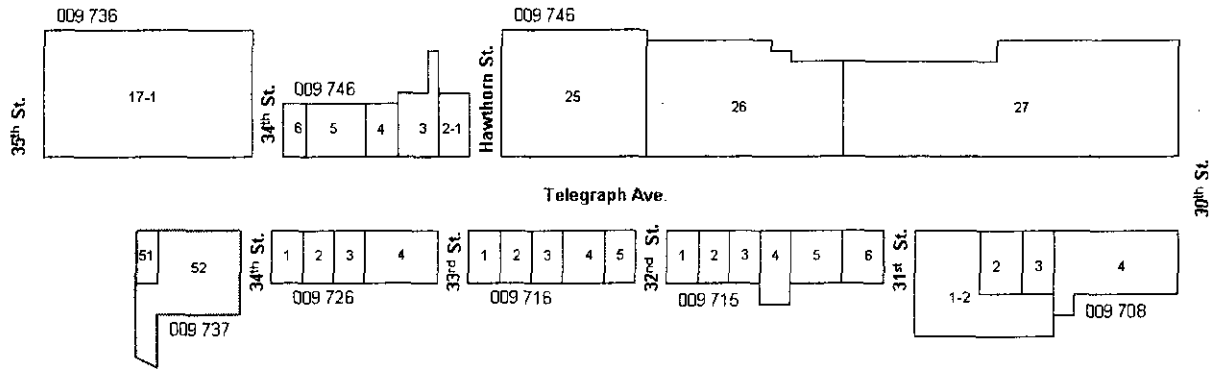 009 736
009 746
35th St.
17-1
34th St.
009 746
6 5 4 3 2-1
Hawthorn St.
25 26 27
Telegraph Ave.
30th St.
51 52
009 737
34th St.
1 2 3 4
009 726
33rd St.
1 2 3 4 5
009 716
32nd St.
1 2 3 4 5 6
009 715
31st St.
1-2 2 3 4
009 708